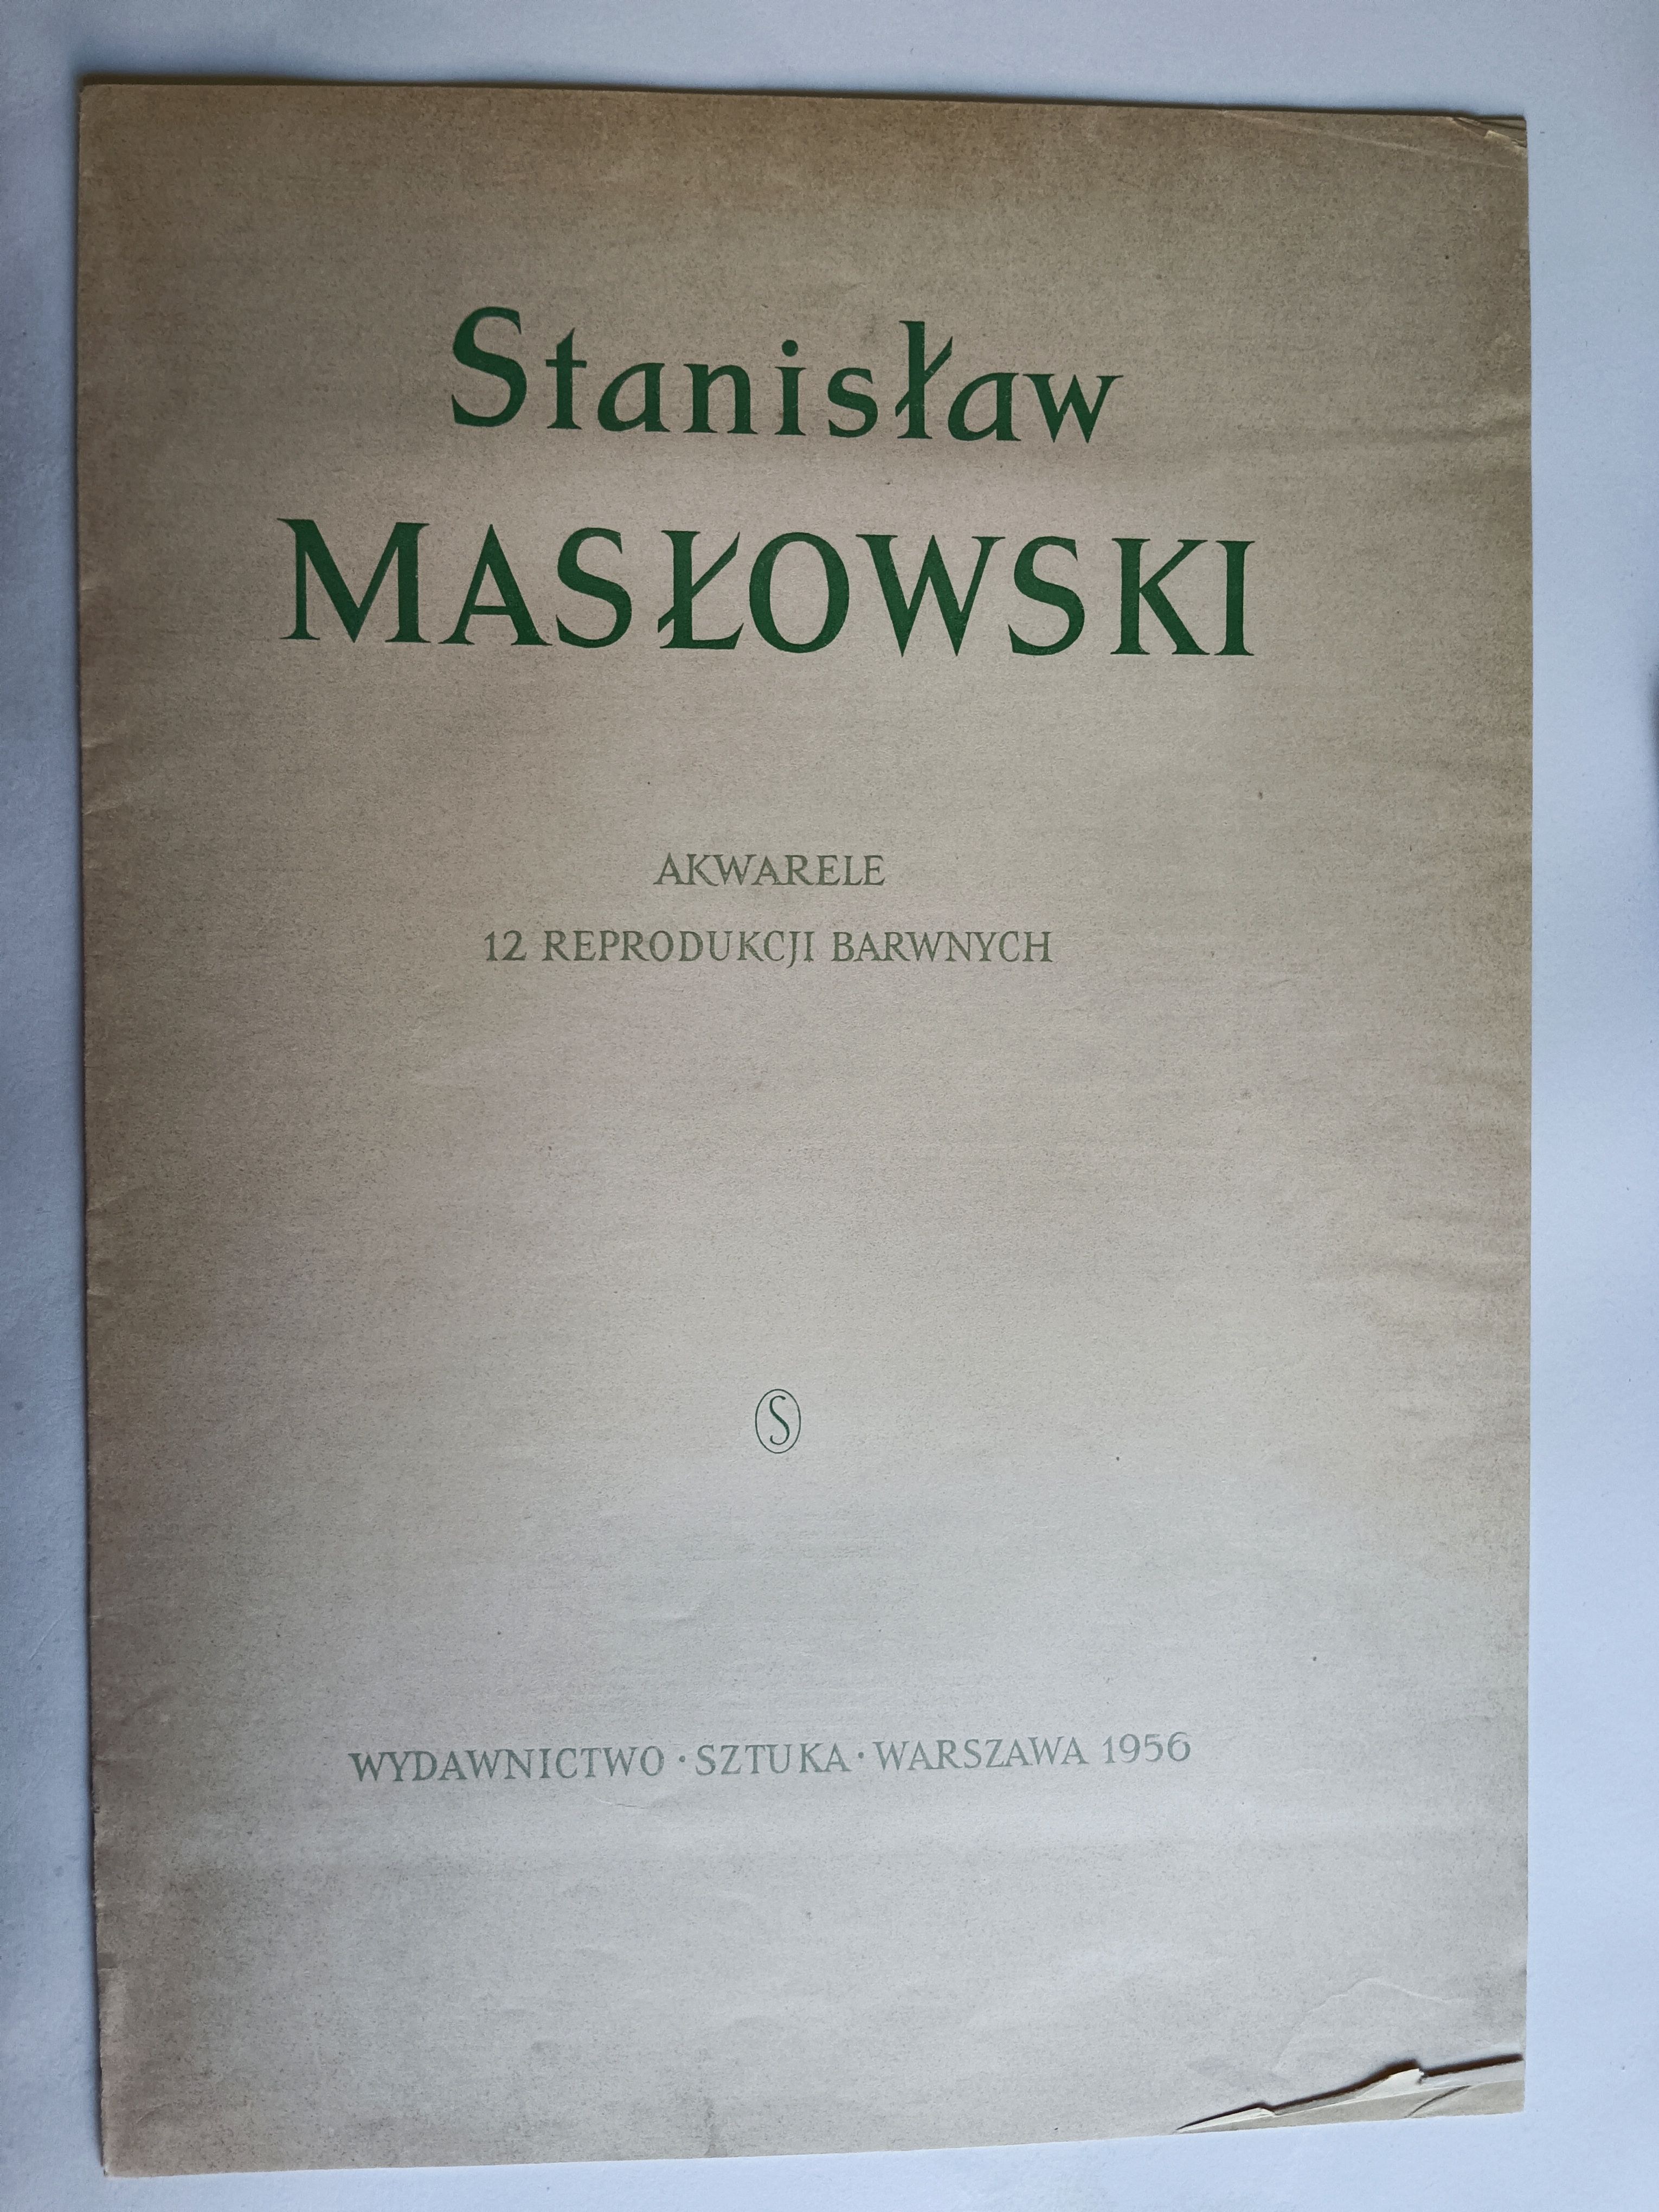 Stanisław
MASŁOWSKI
AKWARELE
12 REPRODUKCJI BARWNYCH
S
WYDAWNICTWO · SZTUKA · WARSZAWA 1956